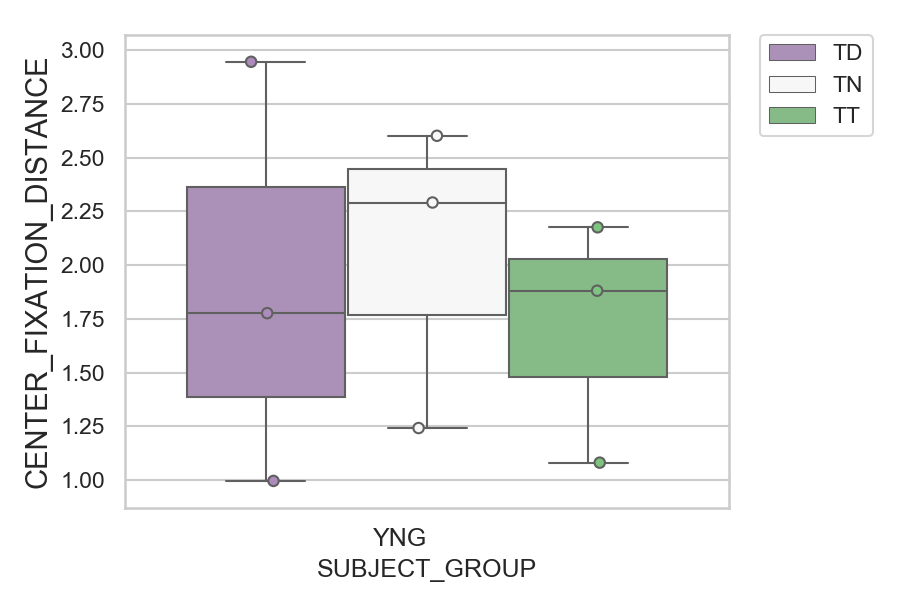 CENTER_FIXATION_DISTANCE
3.00
2.75
2.50
2.25
2.00
1.75
1.50
1.25
1.00
YNG
SUBJECT_GROUP
TD
TN
TT